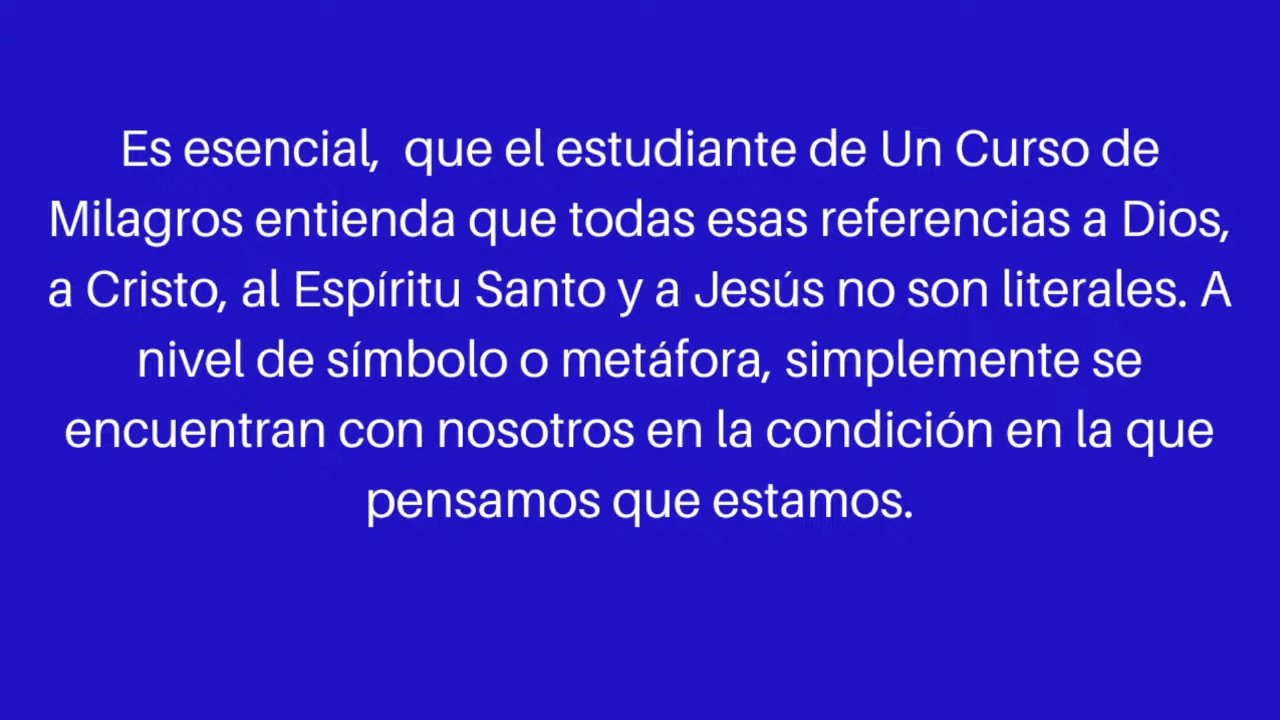 Es esencial,  que el estudiante de Un Curso de
Milagros entienda que todas esas referencias a Dios,
a Cristo, al Espíritu Santo y a Jesús no son literales. A
nivel de símbolo o metáfora, simplemente se
encuentran con nosotros en la condición en la que
pensamos que estamos.